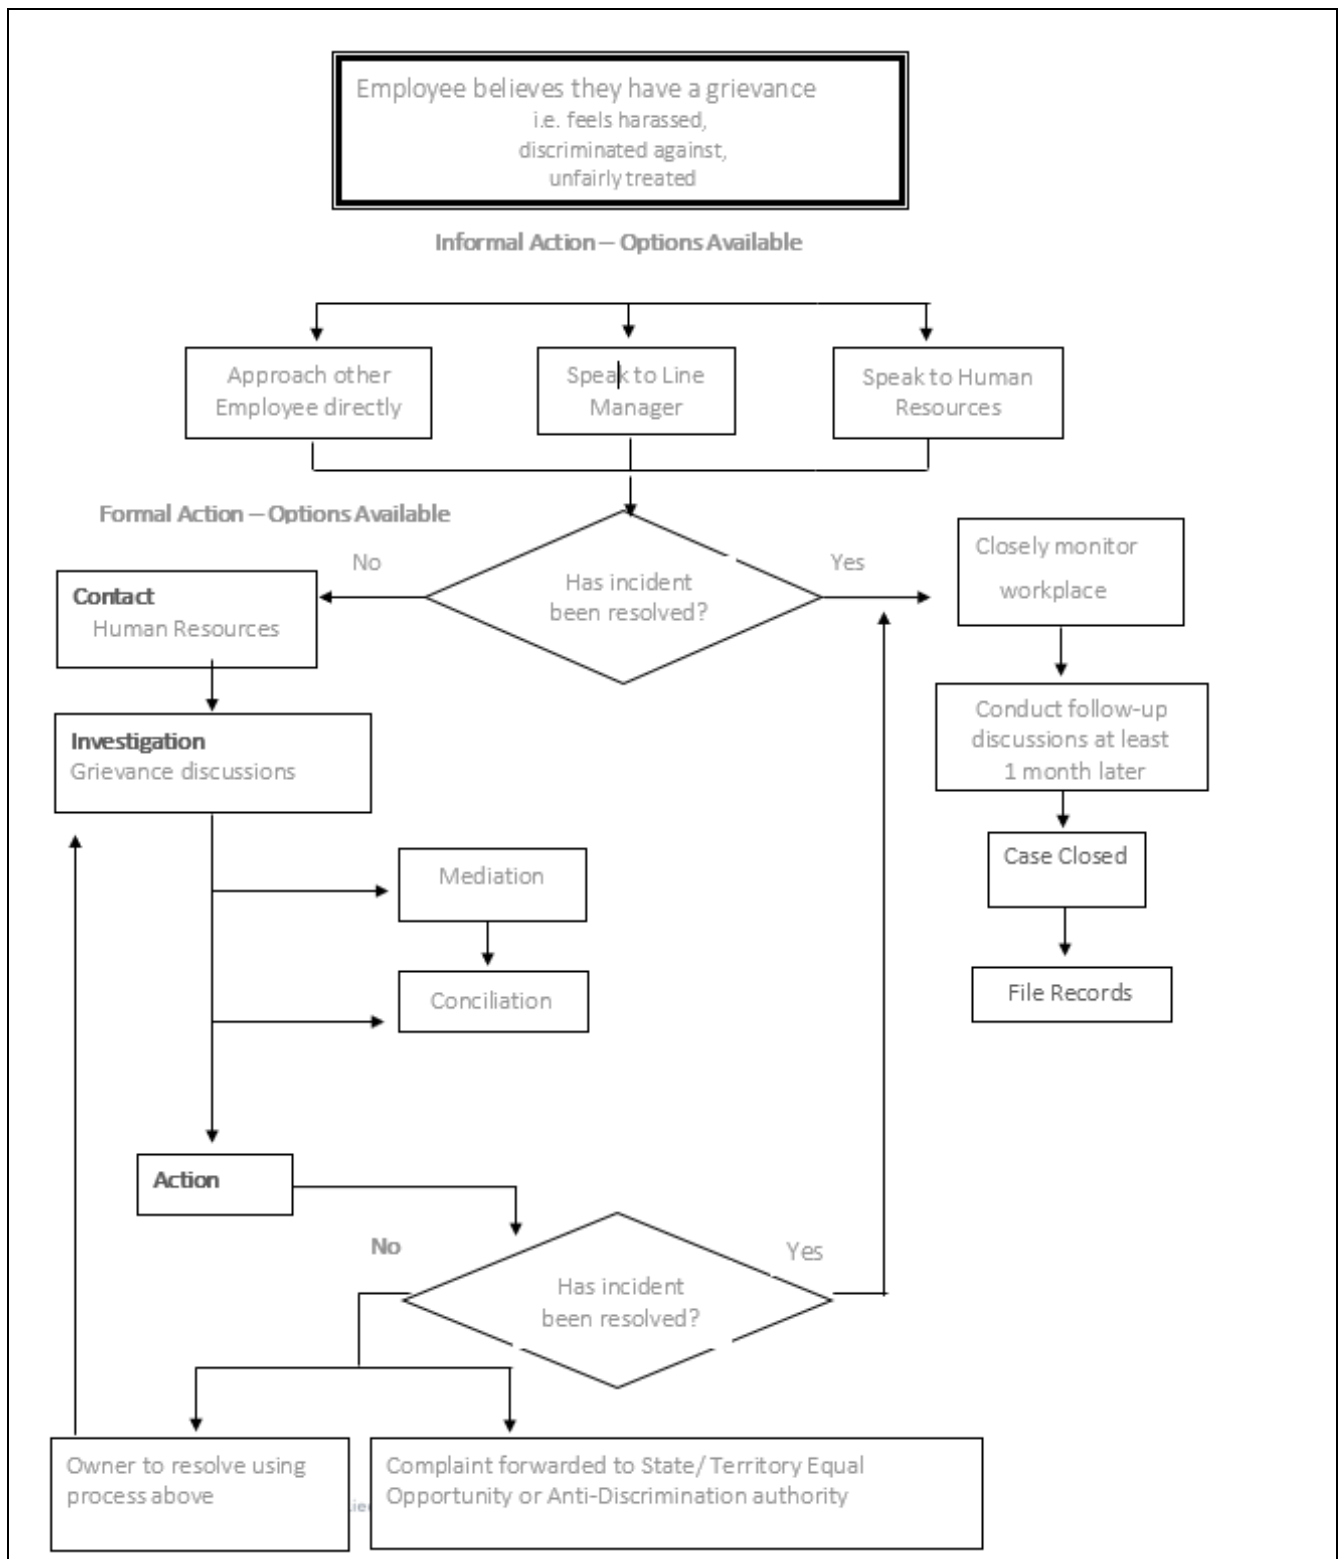 Employee believes they have a grievance
i.e. feels harassed,
discriminated against,
unfairly treated
Informal Action – Options Available
Approach other
Employee directly
Speak to Line
Manager
Speak to Human
Resources
Formal Action – Options Available
No
Has incident
been resolved?
Yes
Closely monitor
workplace
Contact
Human Resources
Conduct follow-up
discussions at least
1 month later
Investigation
Grievance discussions
Case Closed
Mediation
Conciliation
File Records
Action
No
Has incident
been resolved?
Yes
Owner to resolve using
process above
Complaint forwarded to State/ Territory Equal
Opportunity or Anti-Discrimination authority